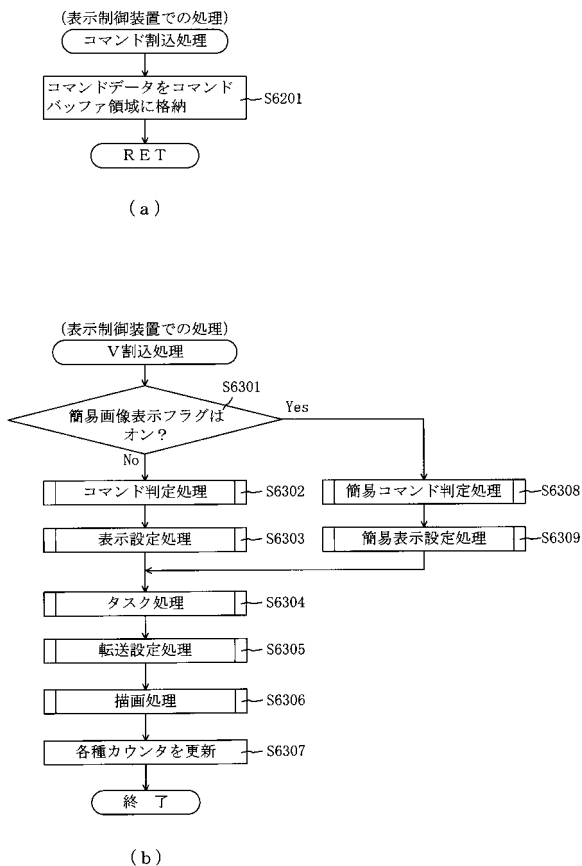 (表示制御装置での処理)
コマンド割込処理
コマンドデータをコマンド
バッファ領域に格納
S6201
RET
(a)
(表示制御装置での処理)
V割込処理
S6301
簡易画像表示フラグは
オン?
Yes
No
コマンド判定処理
S6302
簡易コマンド判定処理
S6308
表示設定処理
S6303
簡易表示設定処理
S6309
タスク処理
S6304
転送設定処理
S6305
描画処理
S6306
各種カウンタを更新
S6307
終 了
(b)